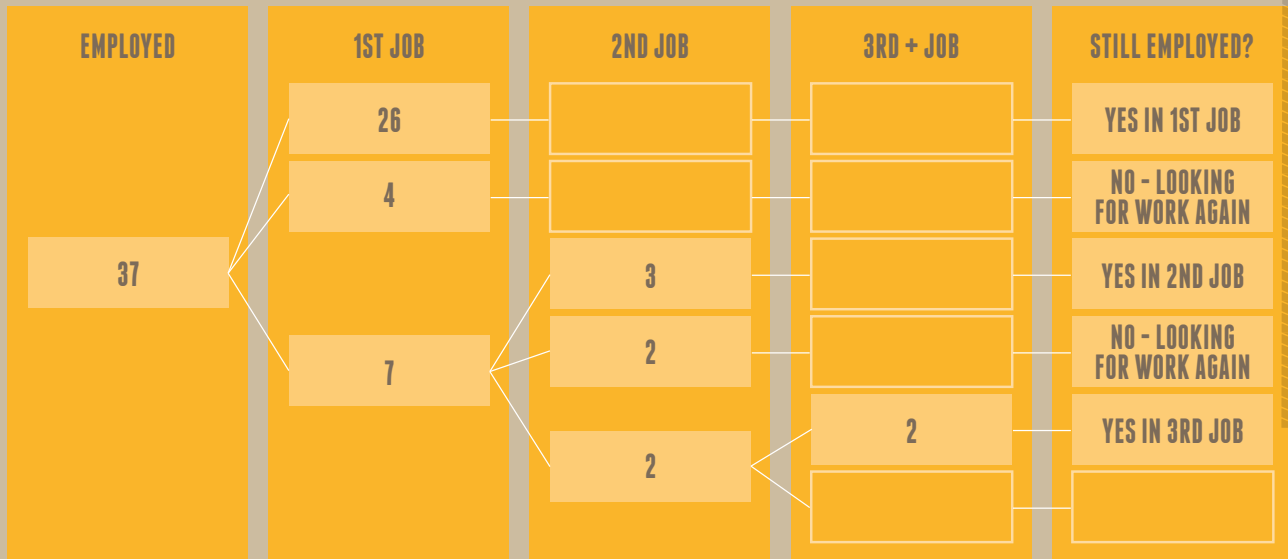 EMPLOYED
1ST JOB
2ND JOB
3RD + JOB
STILL EMPLOYED?
26
YES IN 1ST JOB
4
NO - LOOKING
FOR WORK AGAIN
37
3
YES IN 2ND JOB
7
2
NO - LOOKING
FOR WORK AGAIN
2
2
YES IN 3RD JOB